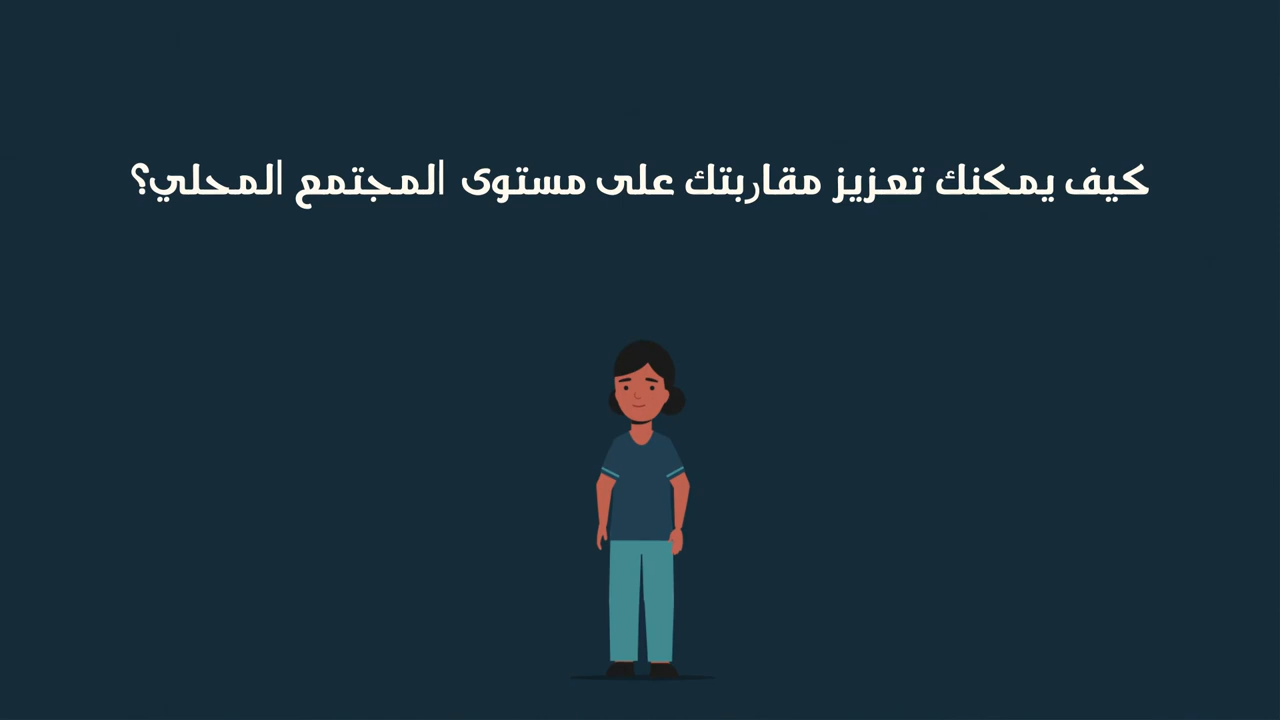 كيف يمكنك تعزيز مقاربتك على مستوى المجتمع المحلي؟